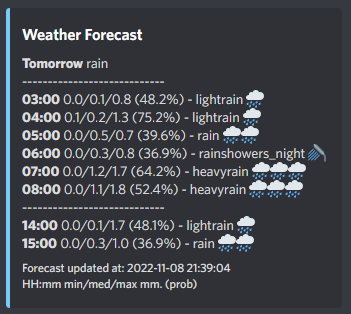 Weather Forecast
Tomorrow rain
----------------------------
03:00 0.0/0.1/0.8 (48.2%) - lightrain 🌧
04:00 0.1/0.2/1.3 (75.2%) - lightrain 🌧
05:00 0.0/0.5/0.7 (39.6%) - rain 🌧🌧
06:00 0.0/0.3/0.8 (36.9%) - rainshowers_night 🚿
07:00 0.0/1.2/1.7 (64.2%) - heavyrain 🌧🌧🌧
08:00 0.0/1.1/1.8 (52.4%) - heavyrain 🌧🌧🌧
----------------------------
14:00 0.0/0.1/1.7 (48.1%) - lightrain 🌧
15:00 0.0/0.3/1.0 (36.9%) - rain 🌧🌧
Forecast updated at: 2022-11-08 21:39:04
HH:mm min/med/max mm. (prob)